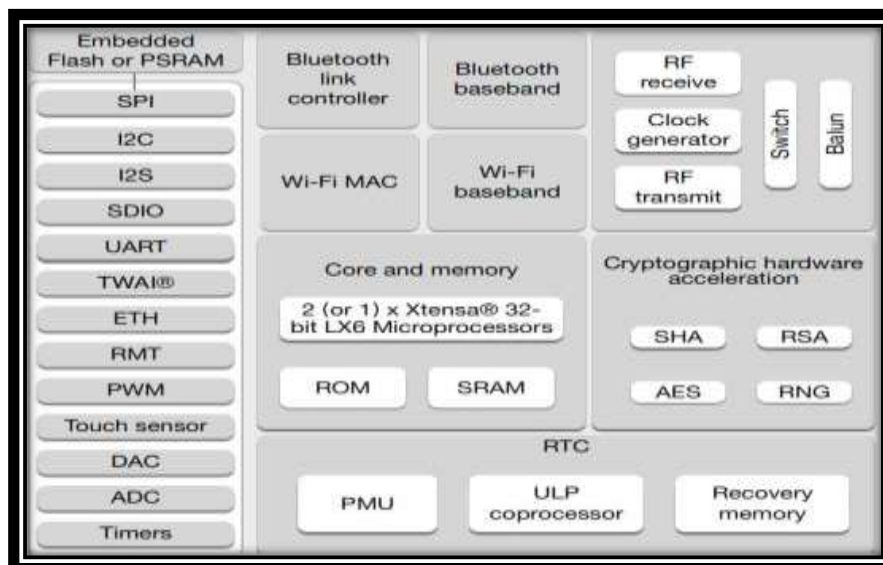 Embedded
Flash or PSRAM
SPI
I2C
I2S
SDIO
UART
TWAI®
ETH
RMT
PWM
Touch sensor
DAC
ADC
Timers
Bluetooth
link
controller
Bluetooth
baseband
Wi-Fi MAC
Wi-Fi
baseband
RF
receive
Clock
generator
RF
transmit
Switch
Balun
Core and memory
2 (or 1) x Xtensa® 32-
bit LX6 Microprocessors
ROM
SRAM
Cryptographic hardware
acceleration
SHA
RSA
AES
RNG
RTC
PMU
ULP
coprocessor
Recovery
memory